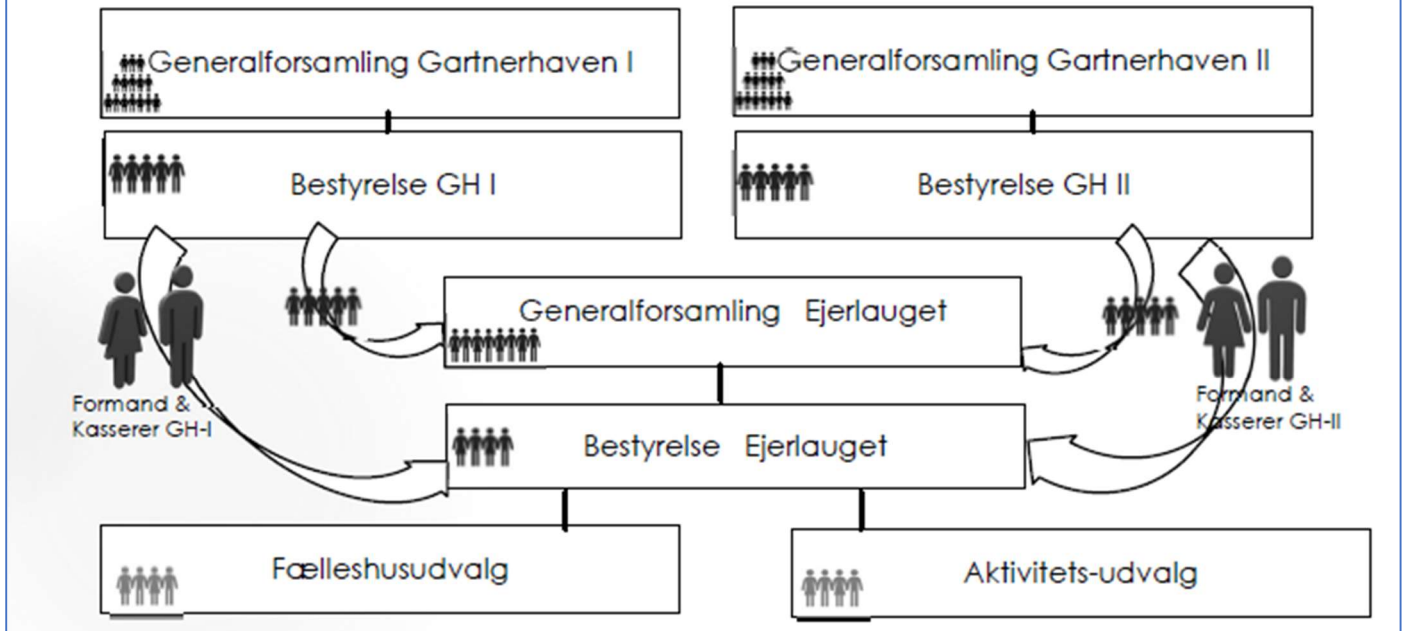 Generalforsamling Gartnerhaven I
Generalforsamling Gartnerhaven II
Bestyrelse GH I
Bestyrelse GH II
Generalforsamling Ejerlauget
Formand &
Kasserer GH-I
Formand &
Kasserer GH-II
Bestyrelse Ejerlauget
Fælleshusudvalg
Aktivitets-udvalg